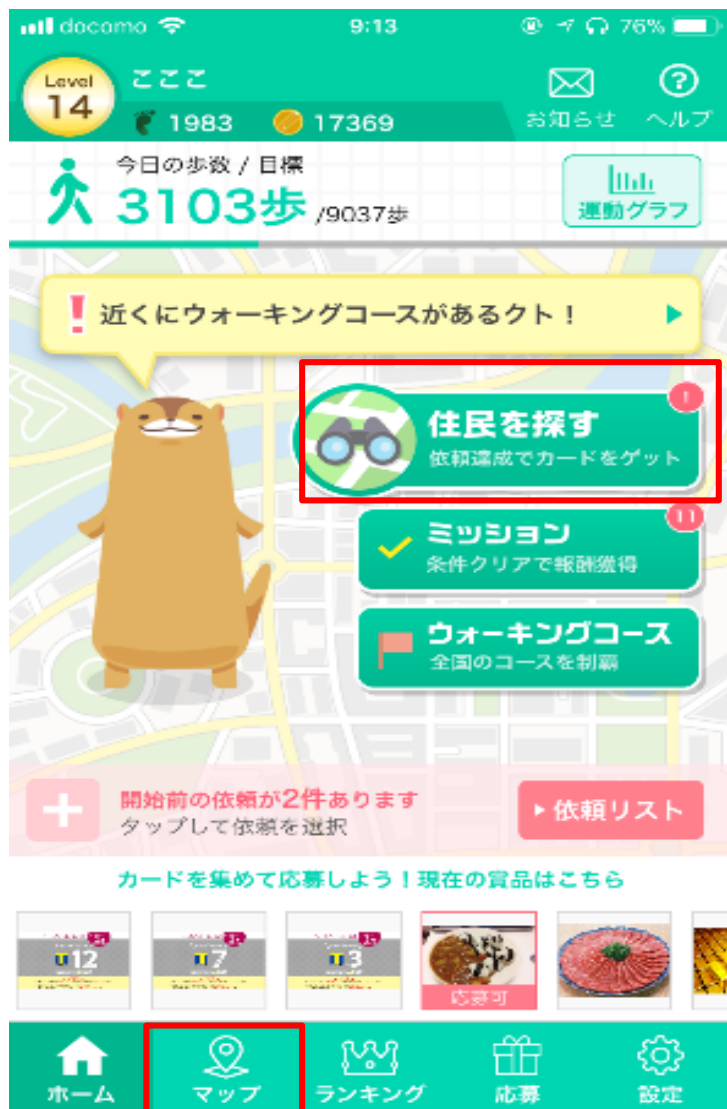 docomo 9:13 76%
Level
14
こここ
1983 17369
お知らせ ヘルプ
今日の歩数 / 目標
3103歩 /9037歩
運動グラフ
! 近くにウォーキングコースがあるクト!
住民を探す
依頼達成でカードをゲット
!
ミッション
条件クリアで報酬獲得
11
ウォーキングコース
全国のコースを制覇
開始前の依頼が2件あります
タップして依頼を選択
依頼リスト
カードを集めて応募しよう!現在の賞品はこちら
12
7
3
応募可
ホーム マップ ランキング 応募 設定